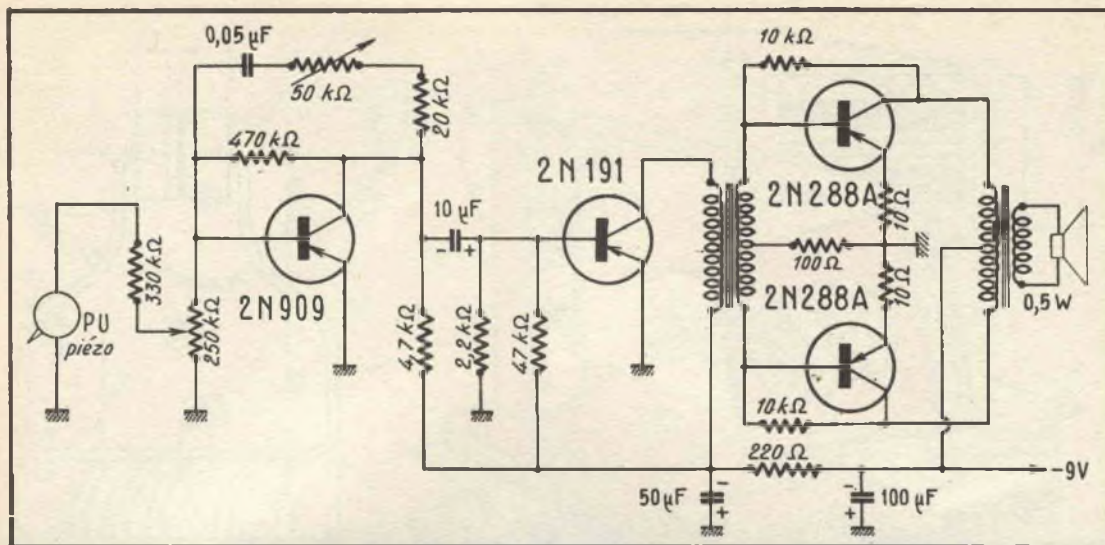 0,05 µF
50 kΩ
20 kΩ
470 kΩ
2N909
330 kΩ
PU
piézo
250 kΩ
10 µF
- +
4,7 kΩ
2,2 kΩ
47 kΩ
2N191
10 kΩ
2N288A
10 Ω
100 Ω
2N288A
10 Ω
10 kΩ
220 Ω
0,5 W
-9V
50 µF
-
+
100 µF
-
+